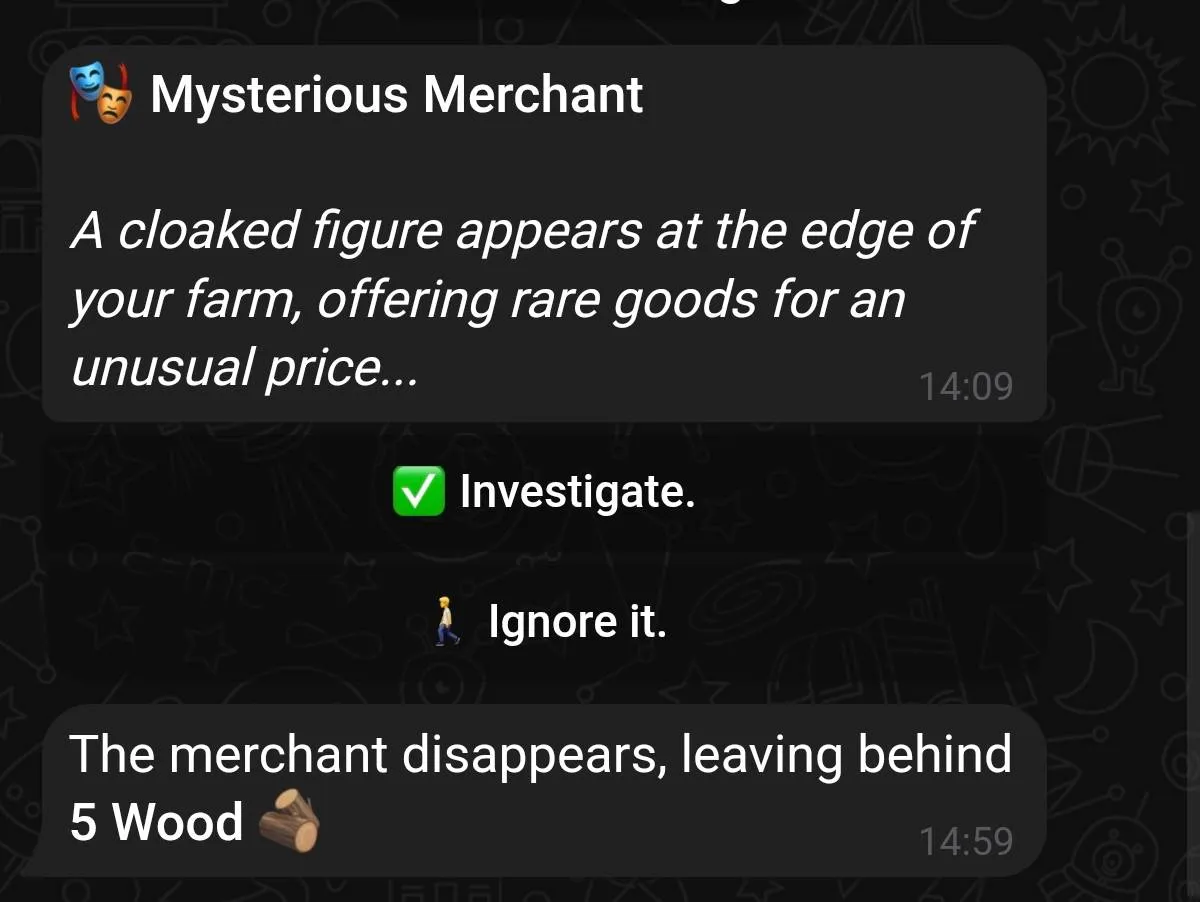 🎭 Mysterious Merchant
A cloaked figure appears at the edge of
your farm, offering rare goods for an
unusual price...
14:09
✅ Investigate.
🚶 Ignore it.
The merchant disappears, leaving behind
5 Wood 🪵
14:59